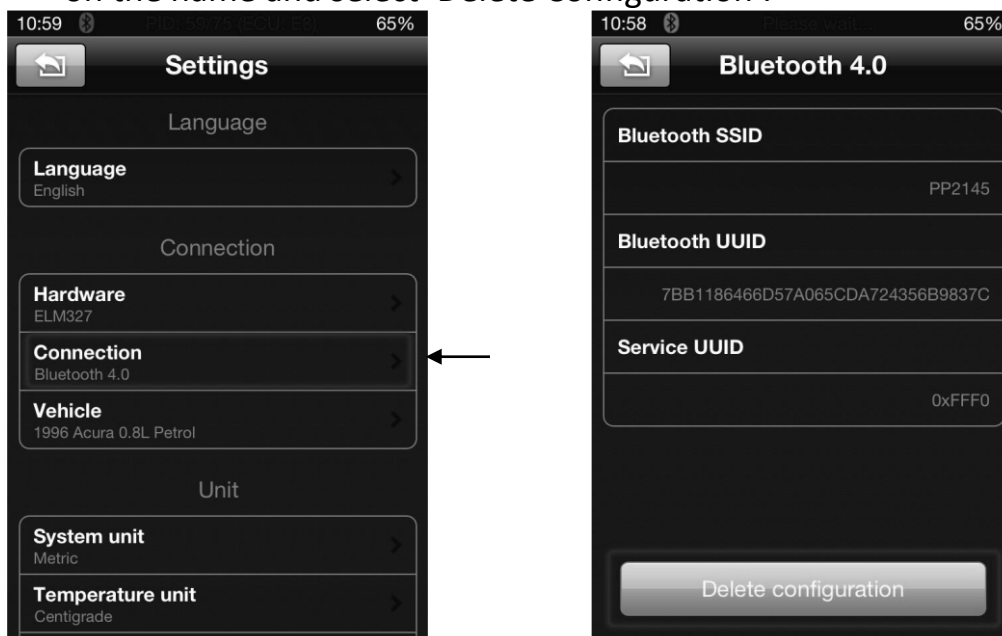 on the name and select "Delete configuration".
10:59 65%
Settings
Language
Language
English
Connection
Hardware
ELM327
Connection
Bluetooth 4.0
Vehicle
1996 Acura 0.8L Petrol
Unit
System unit
Metric
Temperature unit
Centigrade
10:58 Please wait... 65%
Bluetooth 4.0
Bluetooth SSID
PP2145
Bluetooth UUID
7BB1186466D57A065CDA724356B9837C
Service UUID
0xFFF0
Delete configuration